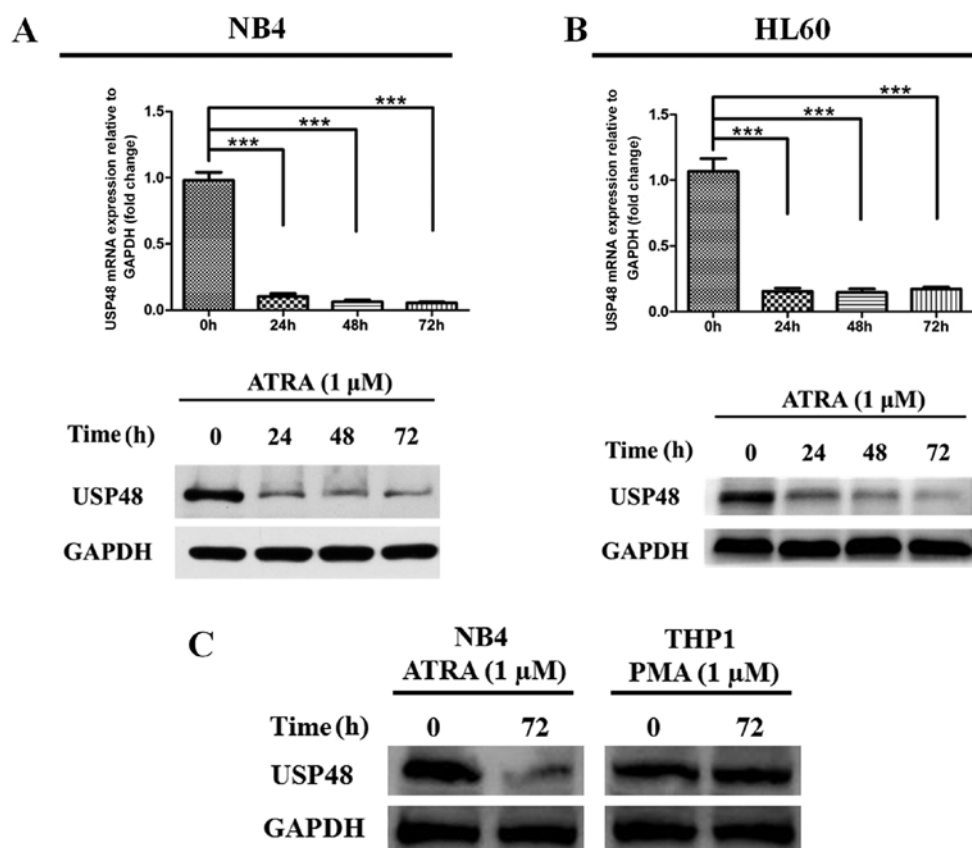 A
NB4
USP48 mRNA expression relative to
GAPDH (fold change)
1.5
1.0
0.5
0.0
***
***
***
0h 24h 48h 72h
ATRA (1 μM)
Time (h) 0 24 48 72
USP48
GAPDH
B
HL60
USP48 mRNA expression relative to
GAPDH (fold change)
1.5
1.0
0.5
0.0
***
***
***
0h 24h 48h 72h
ATRA (1 μM)
Time (h) 0 24 48 72
USP48
GAPDH
C
NB4
ATRA (1 μM)
THP1
PMA (1 μM)
Time (h) 0 72 0 72
USP48
GAPDH